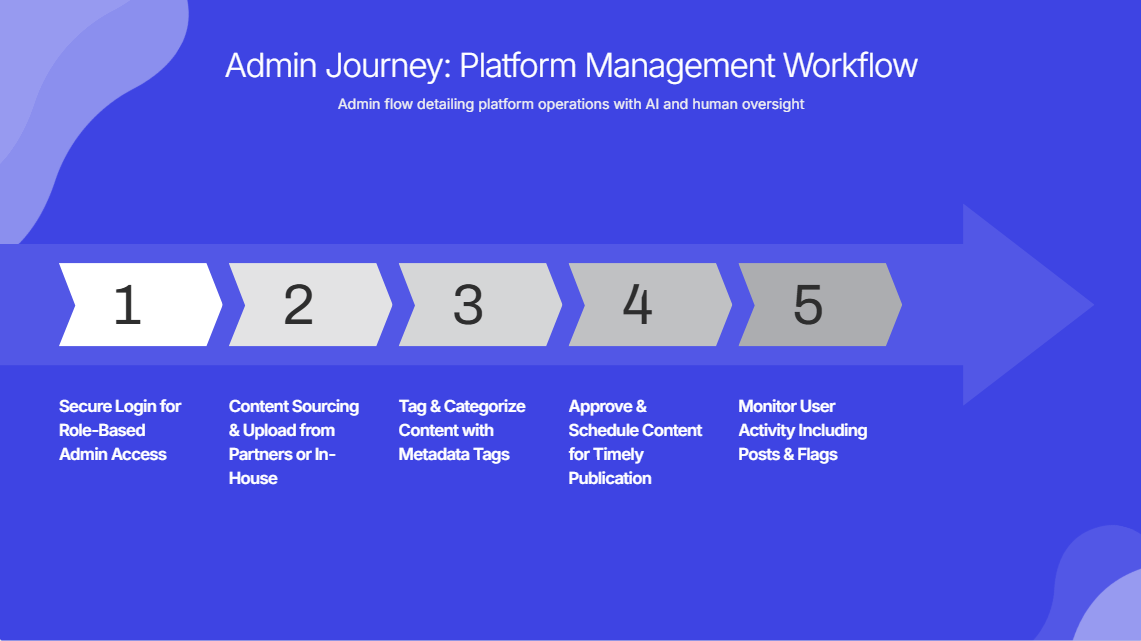 Admin Journey: Platform Management Workflow
Admin flow detailing platform operations with AI and human oversight
1
2
3
4
5
Secure Login for
Role-Based
Admin Access
Content Sourcing
& Upload from
Partners or In-
House
Tag & Categorize
Content with
Metadata Tags
Approve &
Schedule Content
for Timely
Publication
Monitor User
Activity Including
Posts & Flags